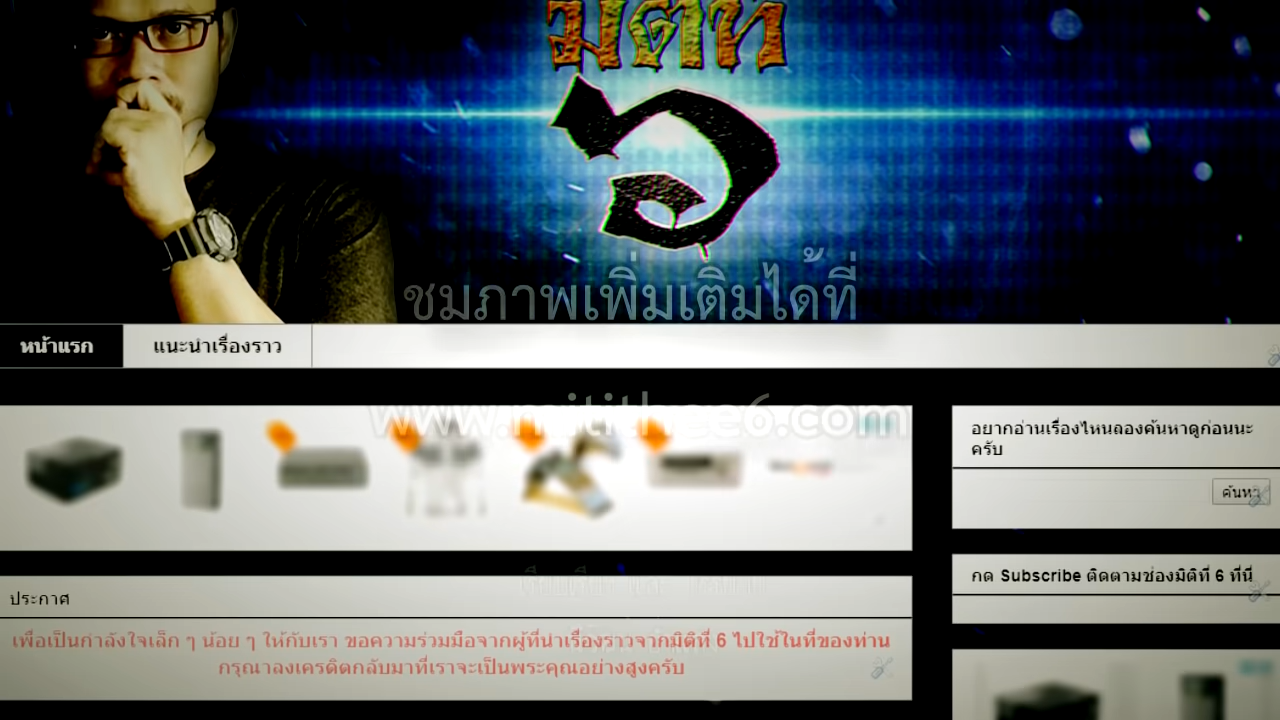 มิติที่
๖
ชมภาพเพิ่มเติมได้ที่
หน้าแรก
แนะนำเรื่องราว
www.mitithee6.com
อยากอ่านเรื่องไหนลองค้นหาดูก่อนนะ
ครับ
ค้นหา
กด Subscribe ติดตามช่องมิติที่ 6 ที่นี่
ประกาศ
เพื่อเป็นกำลังใจเล็ก ๆ น้อย ๆ ให้กับเรา ขอความร่วมมือจากผู้ที่นำเรื่องราวจากมิติที่ 6 ไปใช้ในที่ของท่าน
กรุณาลงเครดิตกลับมาที่เราจะเป็นพระคุณอย่างสูงครับ